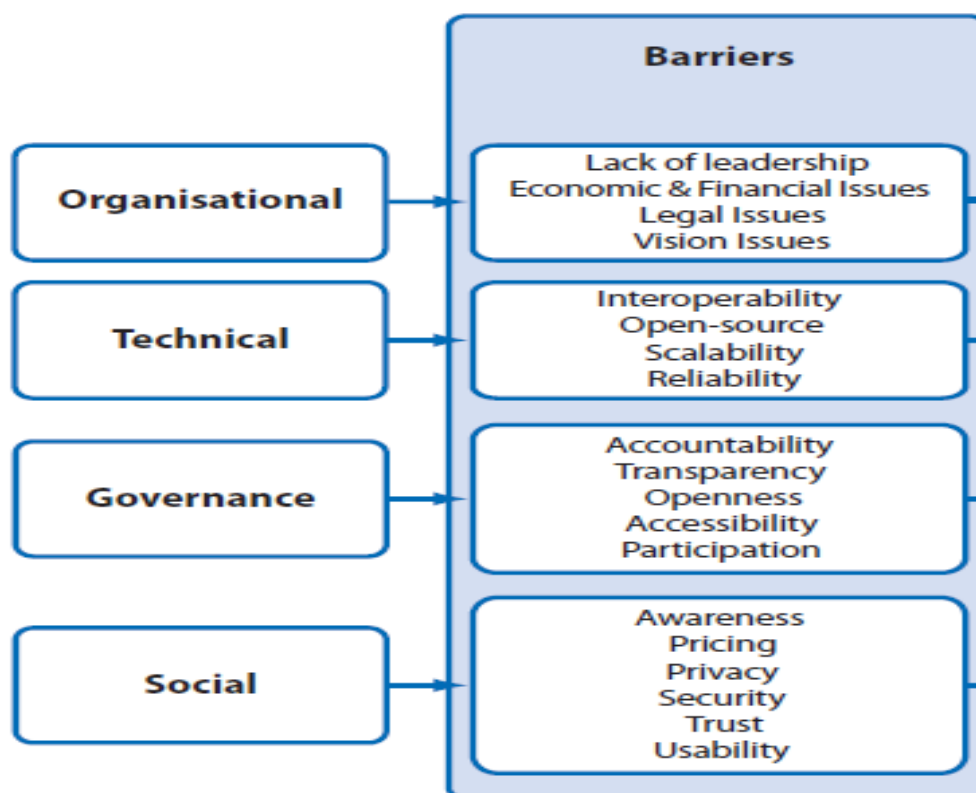 Barriers
Organisational
Lack of leadership
Economic & Financial Issues
Legal Issues
Vision Issues
Technical
Interoperability
Open-source
Scalability
Reliability
Governance
Accountability
Transparency
Openness
Accessibility
Participation
Social
Awareness
Pricing
Privacy
Security
Trust
Usability